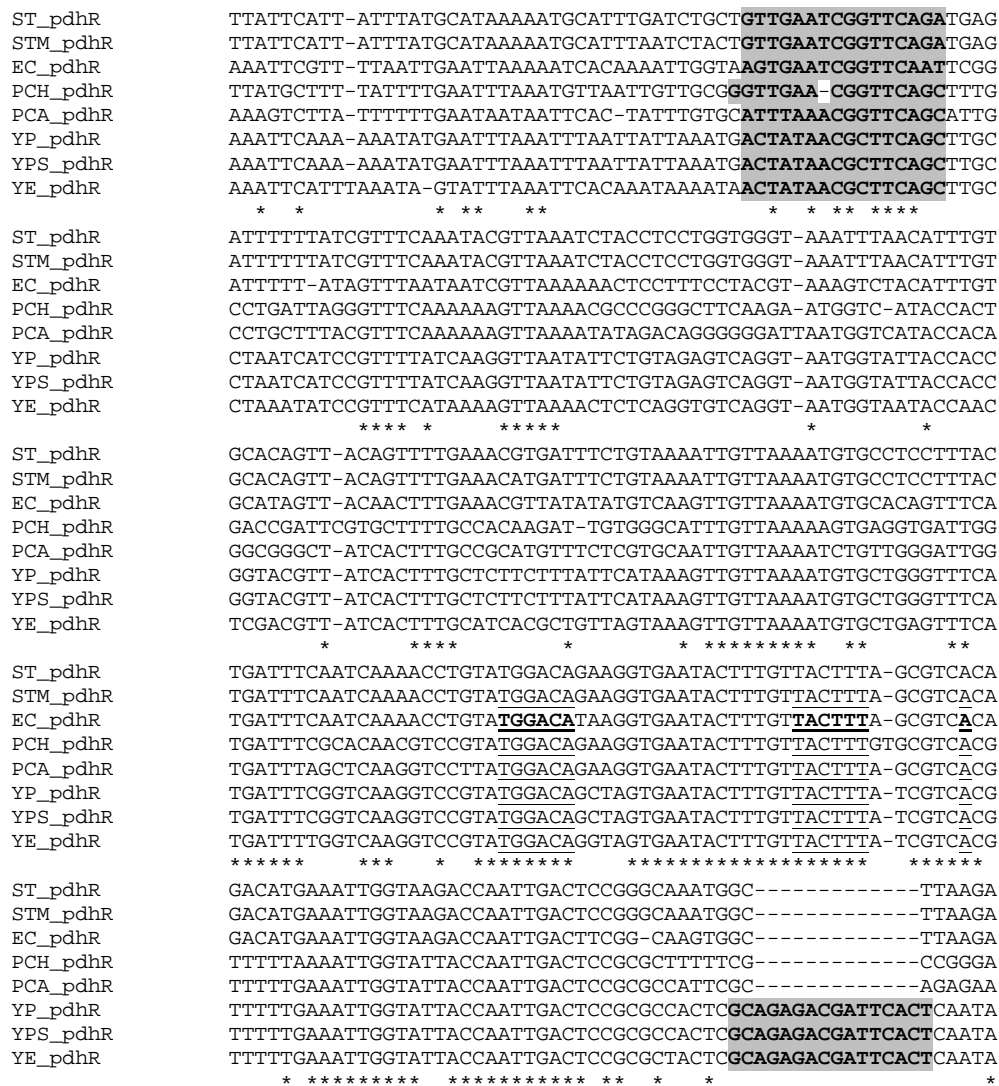 ST_pdhR TTATTCATT-ATTTATGCATAAAAATGCATTTGATCTGCTGTTGAATCGGTTCAGATGAG
STM_pdhR TTATTCATT-ATTTATGCATAAAAATGCATTTAATCTACTGTTGAATCGGTTCAGATGAG
EC_pdhR AAATTCGTT-TTAATTGAATTAAAAATCACAAAATTGGTAAGTGAATCGGTTCAATTCGG
PCH_pdhR TTATGCTTT-TATTTTGAATTTAAATGTTAATTGTTGCGGGTTGAA-CGGTTCAGCTTTG
PCA_pdhR AAAGTCTTA-TTTTTTGAATAATAATTCAC-TATTTGTGCATTTAAACGGTTCAGCATTG
YP_pdhR AAATTCAAA-AAATATGAATTTAAATTTAATTATTAAATGACTATAACGCTTCAGCTTGC
YPS_pdhR AAATTCAAA-AAATATGAATTTAAATTTAATTATTAAATGACTATAACGCTTCAGCTTGC
YE_pdhR AAATTCATTTAAATA-GTATTTAAATTCACAAATAAAATAACTATAACGCTTCAGCTTGC
* * * ** ** * * ** ****
ST_pdhR ATTTTTTATCGTTTCAAATACGTTAAATCTACCTCCTGGTGGGT-AAATTTAACATTTGT
STM_pdhR ATTTTTTATCGTTTCAAATACGTTAAATCTACCTCCTGGTGGGT-AAATTTAACATTTGT
EC_pdhR ATTTTT-ATAGTTTAATAATCGTTAAAAAACTCCTTTCCTACGT-AAAGTCTACATTTGT
PCH_pdhR CCTGATTAGGGTTTCAAAAAAGTTAAAACGCCCGGGCTTCAAGA-ATGGTC-ATACCACT
PCA_pdhR CCTGCTTTACGTTTCAAAAAAGTTAAAATATAGACAGGGGGGATTAATGGTCATACCACA
YP_pdhR CTAATCATCCGTTTTATCAAGGTTAATATTCTGTAGAGTCAGGT-AATGGTATTACCACC
YPS_pdhR CTAATCATCCGTTTTATCAAGGTTAATATTCTGTAGAGTCAGGT-AATGGTATTACCACC
YE_pdhR CTAAATATCCGTTTCATAAAAGTTAAAACTCTCAGGTGTCAGGT-AATGGTAATACCAAC
**** * ***** * *
ST_pdhR GCACAGTT-ACAGTTTTGAAACGTGATTTCTGTAAAATTGTTAAAATGTGCCTCCTTTAC
STM_pdhR GCACAGTT-ACAGTTTTGAAACATGATTTCTGTAAAATTGTTAAAATGTGCCTCCTTTAC
EC_pdhR GCATAGTT-ACAACTTTGAAACGTTATATATGTCAAGTTGTTAAAATGTGCACAGTTTCA
PCH_pdhR GACCGATTCGTGCTTTTGCCACAAGAT-TGTGGGCATTTGTTAAAAAGTGAGGTGATTGG
PCA_pdhR GGCGGGCT-ATCACTTTGCCGCATGTTTCTCGTGCAATTGTTAAAATCTGTTGGGATTGG
YP_pdhR GGTACGTT-ATCACTTTGCTCTTCTTTATTCATAAAGTTGTTAAAATGTGCTGGGTTTCA
YPS_pdhR GGTACGTT-ATCACTTTGCTCTTCTTTATTCATAAAGTTGTTAAAATGTGCTGGGTTTCA
YE_pdhR TCGACGTT-ATCACTTTGCATCACGCTGTTAGTAAAGTTGTTAAAATGTGCTGAGTTTCA
* **** * * ********* ** **
ST_pdhR TGATTTCAATCAAAACCTGTATGGACAGAAGGTGAATACTTTGTTACTTTA-GCGTCACA
STM_pdhR TGATTTCAATCAAAACCTGTATGGACAGAAGGTGAATACTTTGTTACTTTA-GCGTCACA
EC_pdhR TGATTTCAATCAAAACCTGTATGGACATAAGGTGAATACTTTGTTACTTTA-GCGTCACA
PCH_pdhR TGATTTCGCACAACGTCCGTATGGACAGAAGGTGAATACTTTGTTACTTTGTGCGTCACG
PCA_pdhR TGATTTAGCTCAAGGTCCTTATGGACAGAAGGTGAATACTTTGTTACTTTA-GCGTCACG
YP_pdhR TGATTTCGGTCAAGGTCCGTATGGACAGCTAGTGAATACTTTGTTACTTTA-TCGTCACG
YPS_pdhR TGATTTCGGTCAAGGTCCGTATGGACAGCTAGTGAATACTTTGTTACTTTA-TCGTCACG
YE_pdhR TGATTTTGGTCAAGGTCCGTATGGACAGGTAGTGAATACTTTGTTACTTTA-TCGTCACG
****** *** * ******** ******************* ******
ST_pdhR GACATGAAATTGGTAAGACCAATTGACTCCGGGCAAATGGC-------------TTAAGA
STM_pdhR GACATGAAATTGGTAAGACCAATTGACTCCGGGCAAATGGC-------------TTAAGA
EC_pdhR GACATGAAATTGGTAAGACCAATTGACTTCGG-CAAGTGGC-------------TTAAGA
PCH_pdhR TTTTTAAAATTGGTATTACCAATTGACTCCGCGCTTTTTCG-------------CCGGGA
PCA_pdhR TTTTTGAAATTGGTATTACCAATTGACTCCGCGCCATTCGC-------------AGAGAA
YP_pdhR TTTTTGAAATTGGTATTACCAATTGACTCCGCGCCACTCGCAGAGACGATTCACTCAATA
YPS_pdhR TTTTTGAAATTGGTATTACCAATTGACTCCGCGCCACTCGCAGAGACGATTCACTCAATA
YE_pdhR TTTTTGAAATTGGTATTACCAATTGACTCCGCGCTACTCGCAGAGACGATTCACTCAATA
* ********* *********** ** * * *